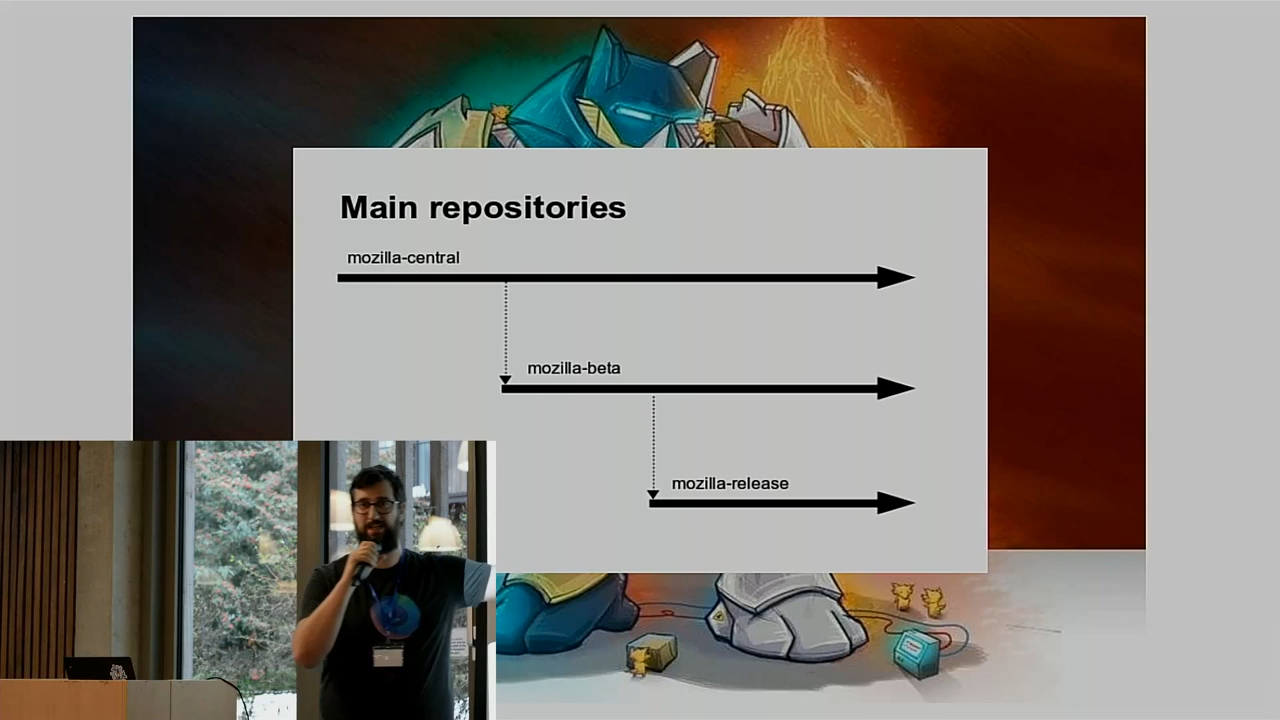 Main repositories
mozilla-central
mozilla-beta
mozilla-release